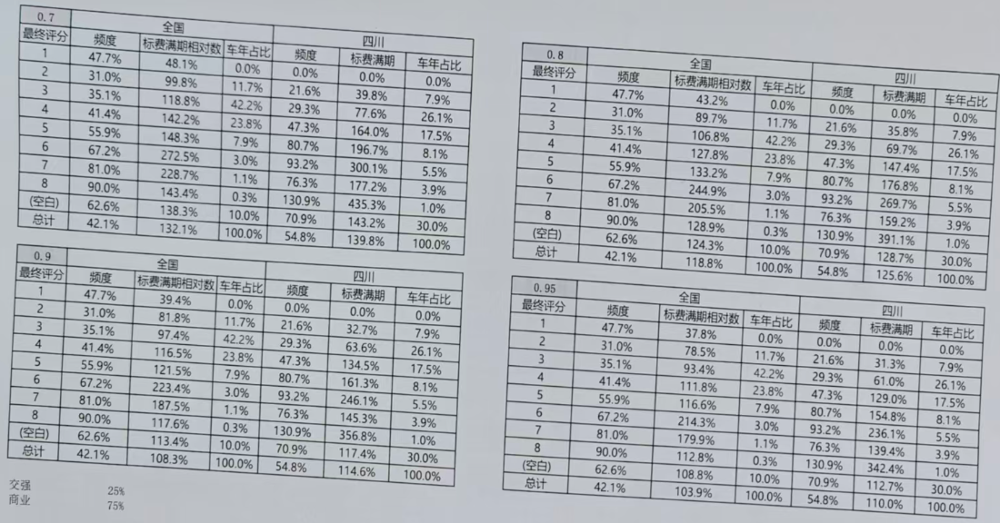 0.7
全国 四川
最终评分 频度 标费满期相对数 车年占比 频度 标费满期 车年占比
1 47.7% 48.1% 0.0% 0.0% 0.0% 0.0%
2 31.0% 99.8% 11.7% 21.6% 39.8% 7.9%
3 35.1% 118.8% 42.2% 29.3% 77.6% 26.1%
4 41.4% 142.2% 23.8% 47.3% 164.0% 17.5%
5 55.9% 148.3% 7.9% 80.7% 196.7% 8.1%
6 67.2% 272.5% 3.0% 93.2% 300.1% 5.5%
7 81.0% 228.7% 1.1% 76.3% 177.2% 3.9%
8 90.0% 143.4% 0.3% 130.9% 435.3% 1.0%
(空白) 62.6% 138.3% 10.0% 70.9% 143.2% 30.0%
总计 42.1% 132.1% 100.0% 54.8% 139.8% 100.0%
0.8
全国 四川
最终评分 频度 标费满期相对数 车年占比 频度 标费满期 车年占比
1 47.7% 43.2% 0.0% 0.0% 0.0% 0.0%
2 31.0% 89.7% 11.7% 21.6% 35.8% 7.9%
3 35.1% 106.8% 42.2% 29.3% 69.7% 26.1%
4 41.4% 127.8% 23.8% 47.3% 147.4% 17.5%
5 55.9% 133.2% 7.9% 80.7% 176.8% 8.1%
6 67.2% 244.9% 3.0% 93.2% 269.7% 5.5%
7 81.0% 205.5% 1.1% 76.3% 159.2% 3.9%
8 90.0% 128.9% 0.3% 130.9% 391.1% 1.0%
(空白) 62.6% 124.3% 10.0% 70.9% 128.7% 30.0%
总计 42.1% 118.8% 100.0% 54.8% 125.6% 100.0%
0.9
全国 四川
最终评分 频度 标费满期相对数 车年占比 频度 标费满期 车年占比
1 47.7% 39.4% 0.0% 0.0% 0.0% 0.0%
2 31.0% 81.8% 11.7% 21.6% 32.7% 7.9%
3 35.1% 97.4% 42.2% 29.3% 63.6% 26.1%
4 41.4% 116.5% 23.8% 47.3% 134.5% 17.5%
5 55.9% 121.5% 7.9% 80.7% 161.3% 8.1%
6 67.2% 223.4% 3.0% 93.2% 246.1% 5.5%
7 81.0% 187.5% 1.1% 76.3% 145.3% 3.9%
8 90.0% 117.6% 0.3% 130.9% 356.8% 1.0%
(空白) 62.6% 113.4% 10.0% 70.9% 117.4% 30.0%
总计 42.1% 108.3% 100.0% 54.8% 114.6% 100.0%
0.95
全国 四川
最终评分 频度 标费满期相对数 车年占比 频度 标费满期 车年占比
1 47.7% 37.8% 0.0% 0.0% 0.0% 0.0%
2 31.0% 78.5% 11.7% 21.6% 31.3% 7.9%
3 35.1% 93.4% 42.2% 29.3% 61.0% 26.1%
4 41.4% 111.8% 23.8% 47.3% 129.0% 17.5%
5 55.9% 116.6% 7.9% 80.7% 154.8% 8.1%
6 67.2% 214.3% 3.0% 93.2% 236.1% 5.5%
7 81.0% 179.9% 1.1% 76.3% 139.4% 3.9%
8 90.0% 112.8% 0.3% 130.9% 342.4% 1.0%
(空白) 62.6% 108.8% 10.0% 70.9% 112.7% 30.0%
总计 42.1% 103.9% 100.0% 54.8% 110.0% 100.0%
交强 25%
商业 75%